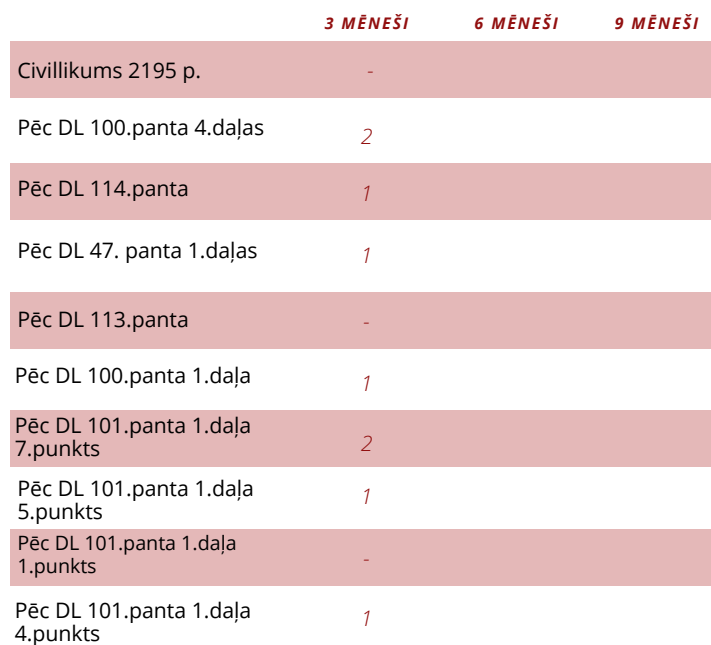 3 MĒNEŠI 6 MĒNEŠI 9 MĒNEŠI
Civillikums 2195 p. -
Pēc DL 100.panta 4.daļas 2
Pēc DL 114.panta 1
Pēc DL 47. panta 1.daļas 1
Pēc DL 113.panta -
Pēc DL 100.panta 1.daļa 1
Pēc DL 101.panta 1.daļa
7.punkts 2
Pēc DL 101.panta 1.daļa
5.punkts 1
Pēc DL 101.panta 1.daļa
1.punkts -
Pēc DL 101.panta 1.daļa
4.punkts 1